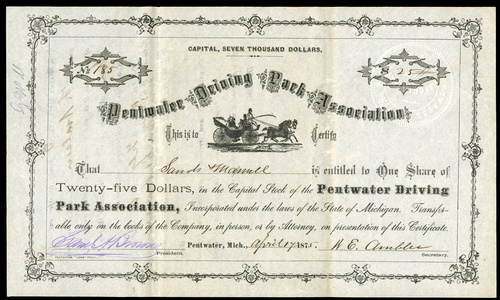 CAPITAL, SEVEN THOUSAND DOLLARS.
No. 185
$ 25
Pentwater Driving Park Association
This is to Certify
That Sands & Maxwell is entitled to One Share of
Twenty-five Dollars, in the Capital Stock of the Pentwater Driving
Park Association, Incorporated under the laws of the State of Michigan. Transfer-
able only on the books of the Company, in person, or by Attorney, on presentation of this Certificate.
Pentwater, Mich., April 17 1875. H. C. Ambler
President.
Secretary.